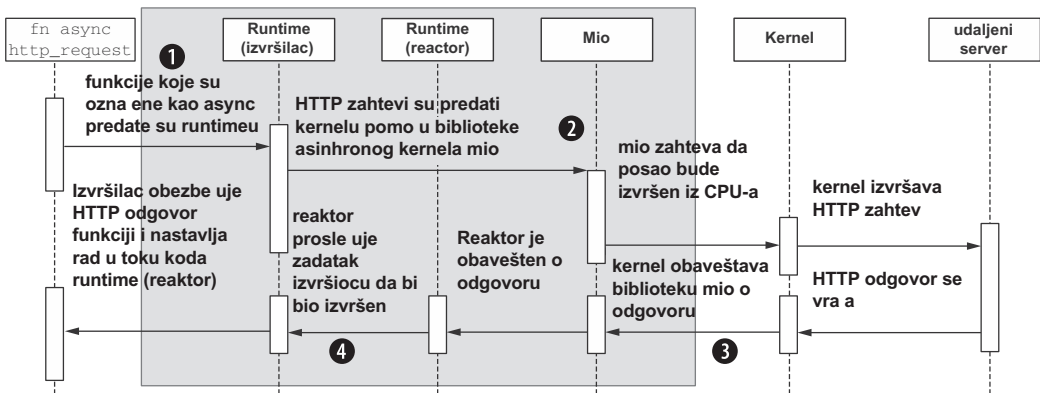 fn async
http_request
Runtime
(izvršilac)
Runtime
(reactor)
Mio
Kernel
udaljeni
server
1
funkcije koje su
ozna ene kao async
predate su runtimeu
HTTP zahtevi su predati
kernelu pomo u biblioteke
asinhronog kernela mio
2
mio zahteva da
posao bude
izvršen iz CPU-a
kernel izvršava
HTTP zahtev
Izvršilac obezbe uje
HTTP odgovor
funkciji i nastavlja
rad u toku koda
runtime (reaktor)
reaktor
prosle uje
zadatak
izvršiocu da bi
bio izvršen
Reaktor je
obavešten o
odgovoru
kernel obaveštava
biblioteku mio o
odgovoru
HTTP odgovor se
vra a
4
3